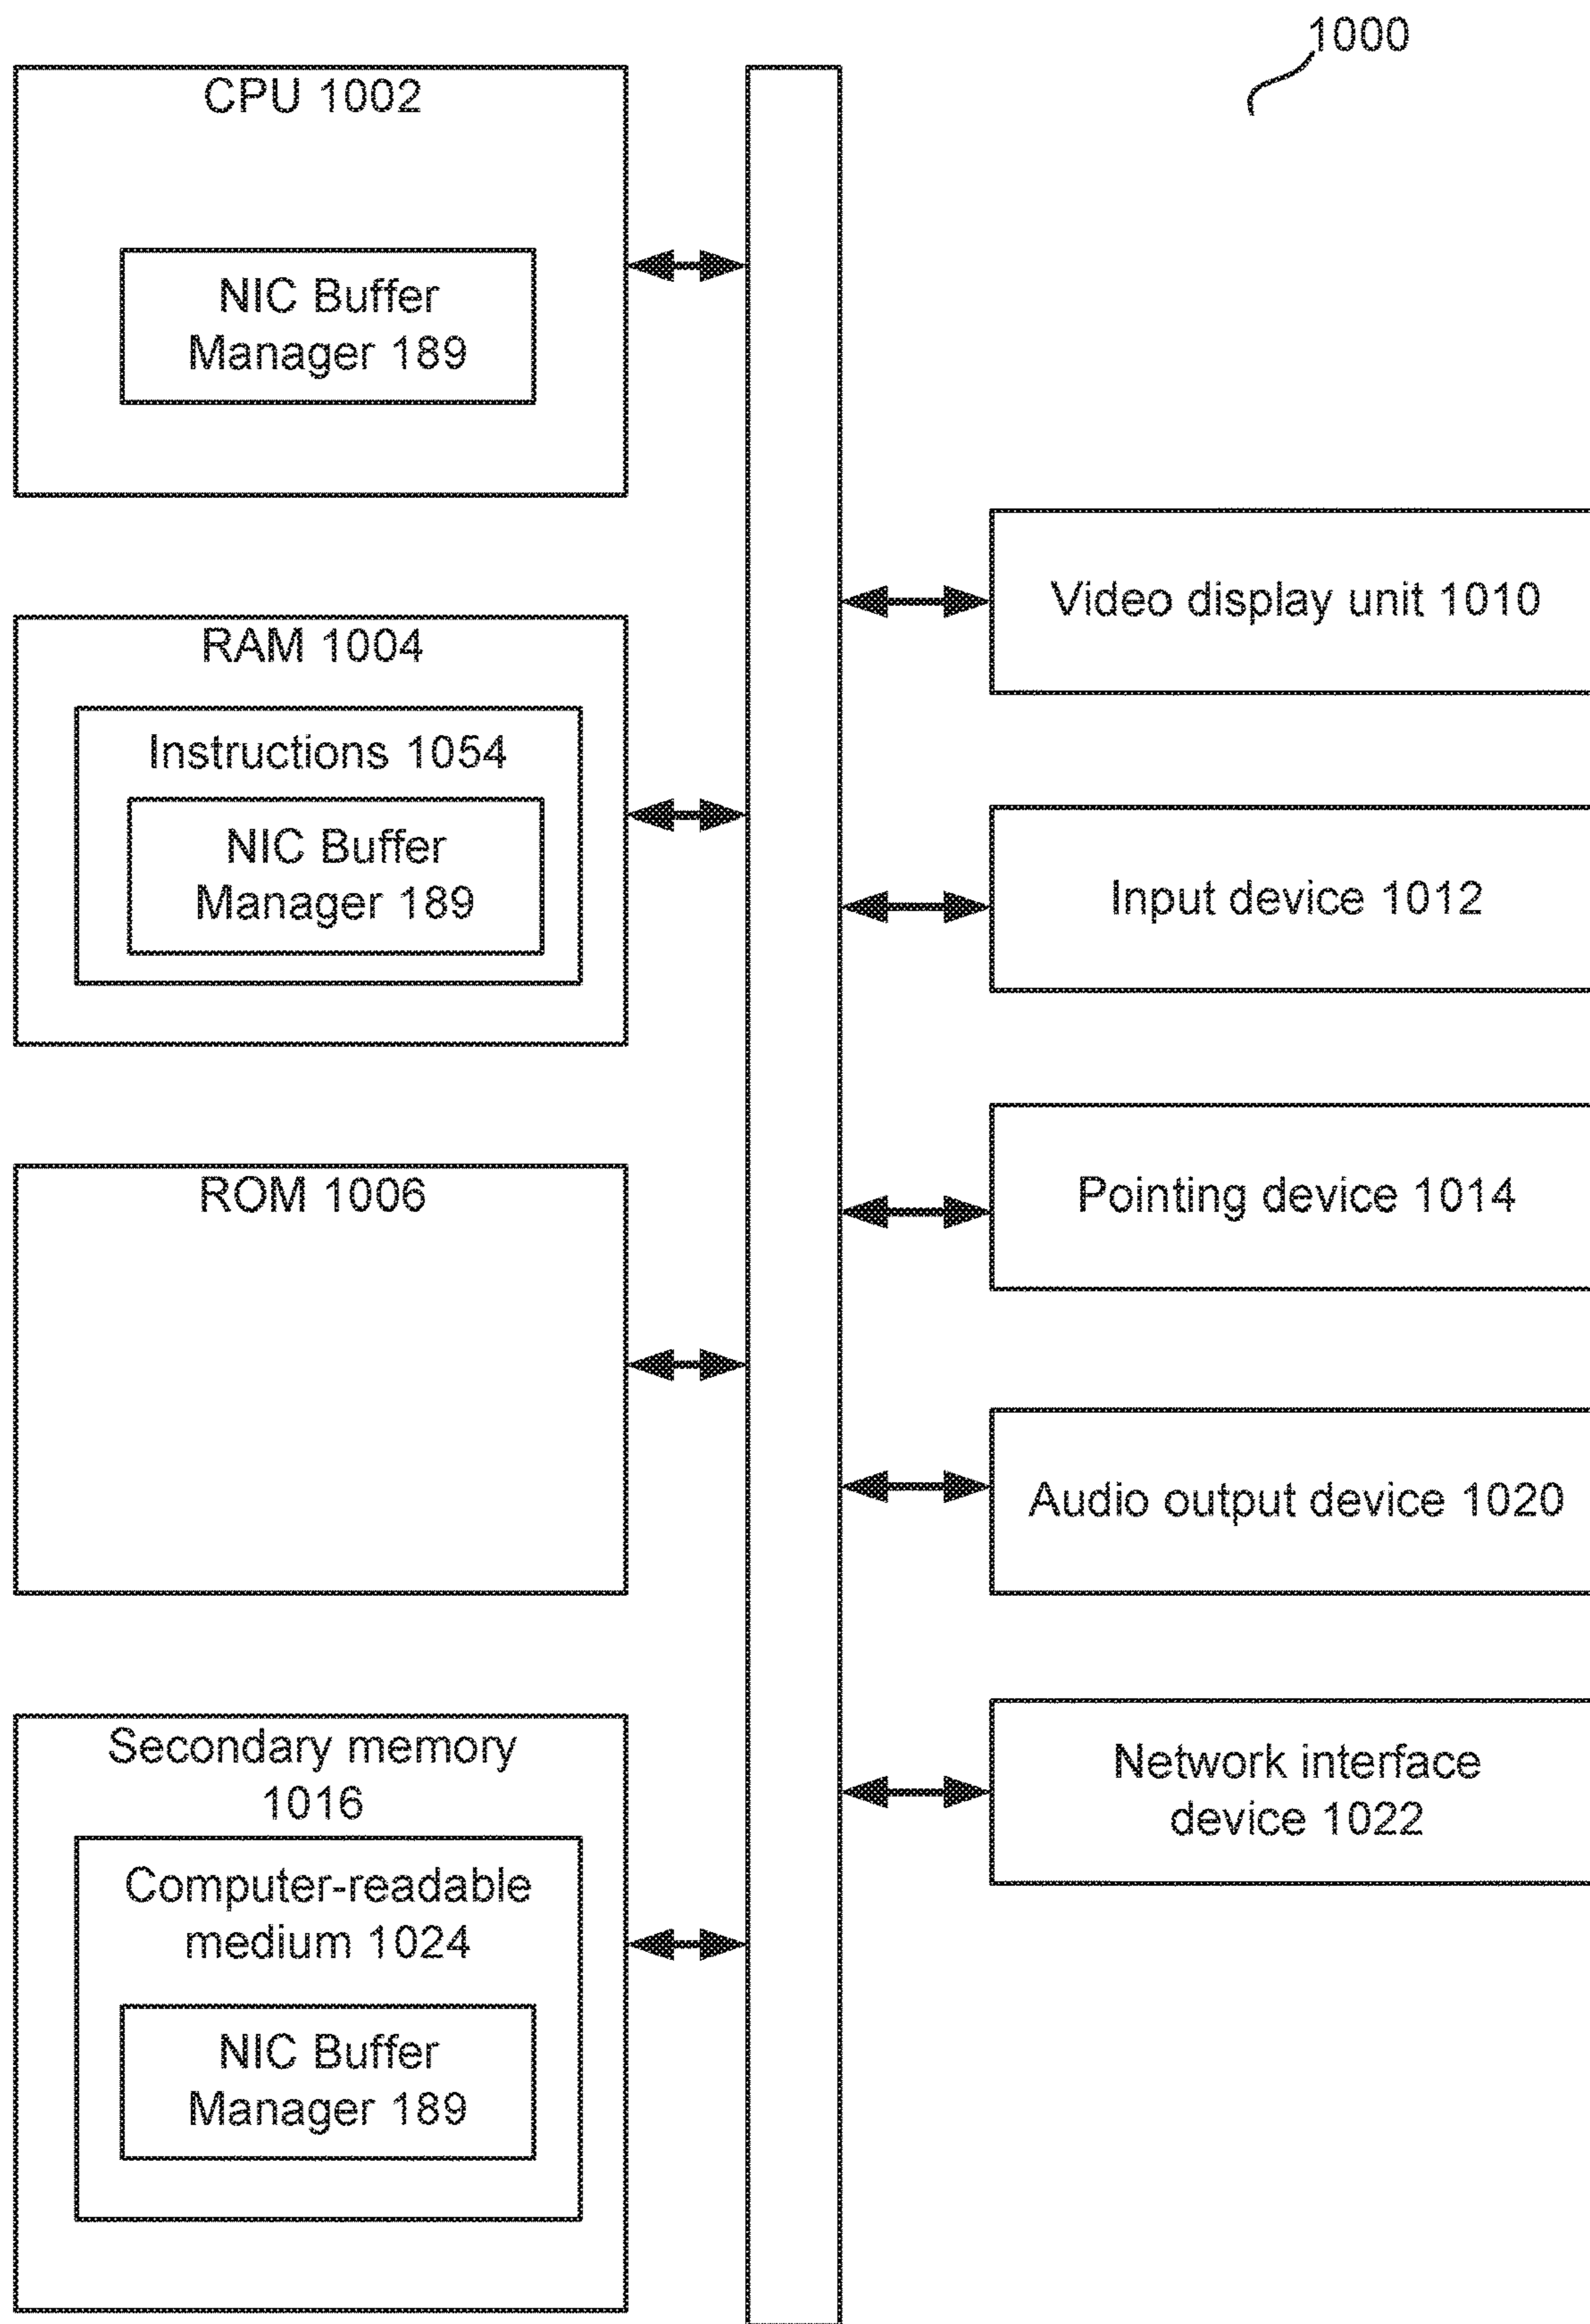 1000
CPU 1002
NIC Buffer
Manager 189
RAM 1004
Instructions 1054
NIC Buffer
Manager 189
ROM 1006
Secondary memory
1016
Computer-readable
medium 1024
NIC Buffer
Manager 189
Video display unit 1010
Input device 1012
Pointing device 1014
Audio output device 1020
Network interface
device 1022